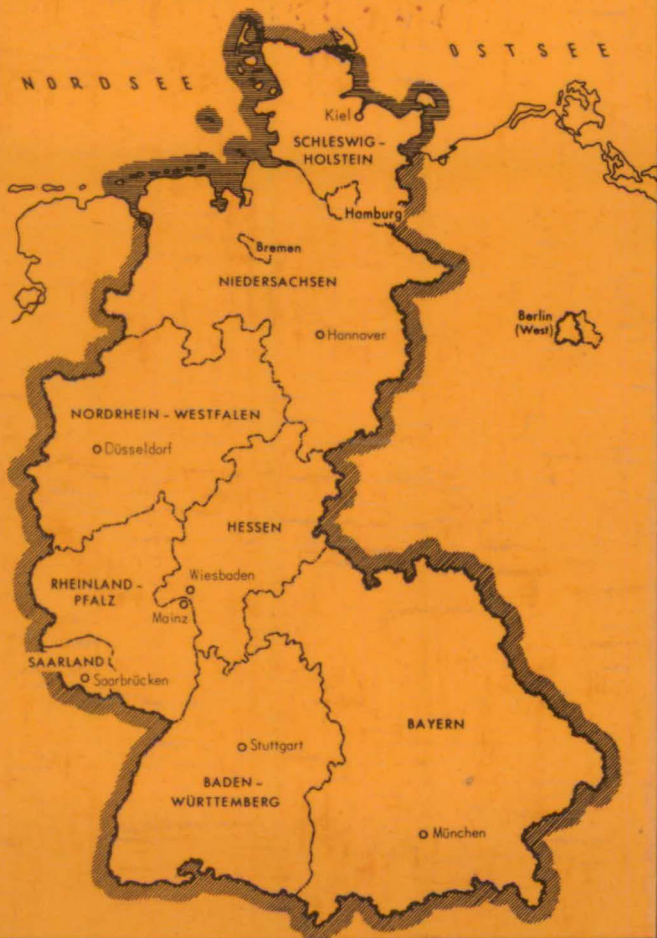 OSTSEE
NORDSEE
Kiel
SCHLESWIG-
HOLSTEIN
Hamburg
Bremen
NIEDERSACHSEN
Berlin
(West)
Hannover
NORDRHEIN - WESTFALEN
Düsseldorf
HESSEN
Wiesbaden
RHEINLAND-
PFALZ
Mainz
SAARLAND
Saarbrücken
BAYERN
Stuttgart
BADEN-
WÜRTTEMBERG
München